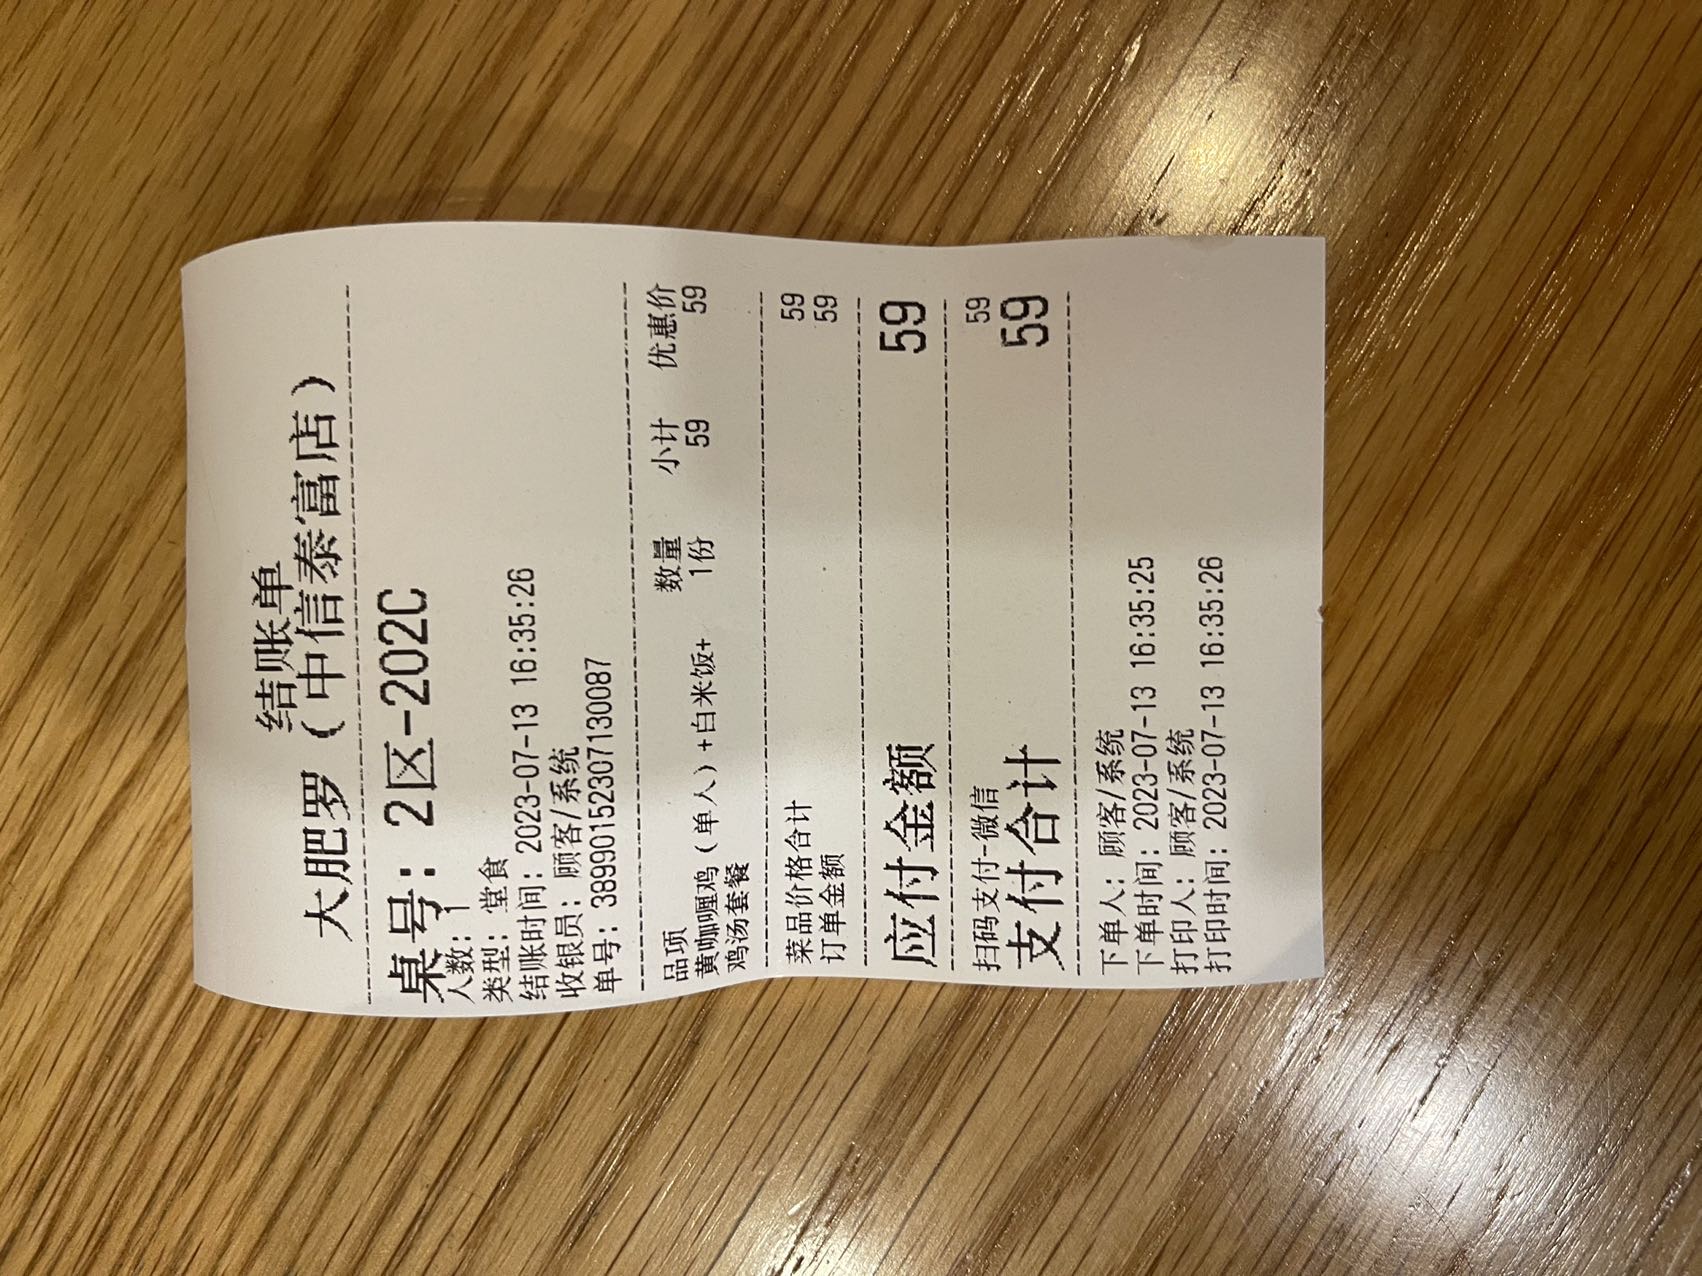 结账单
大肥罗（中信泰富店）
桌号：2区-202C
人数：1
类型：堂食
结账时间：2023-07-13 16:35:26
收银员：顾客/系统
单号：38990152307130087
品项 数量 小计 优惠价
黄咖喱鸡（单人）+白米饭+ 1份 59 59
鸡汤套餐
菜品价格合计 59
订单金额 59
应付金额 59
扫码支付-微信 59
支付合计 59
下单人：顾客/系统
下单时间：2023-07-13 16:35:25
打印人：顾客/系统
打印时间：2023-07-13 16:35:26